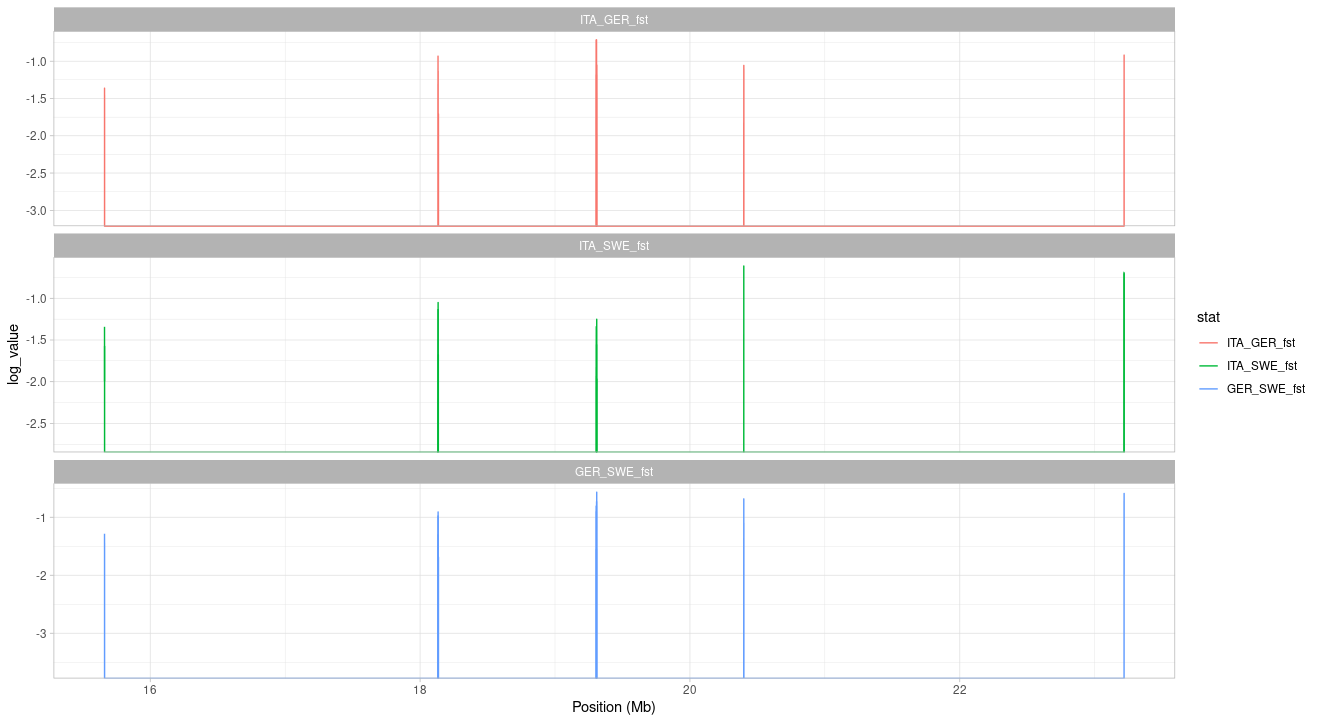 ITA_GER_fst
-1.0
-1.5
-2.0
-2.5
-3.0
ITA_SWE_fst
-1.0
-1.5
-2.0
-2.5
GER_SWE_fst
-1
-2
-3
16 18 20 22
Position (Mb)
log_value
stat
ITA_GER_fst
ITA_SWE_fst
GER_SWE_fst